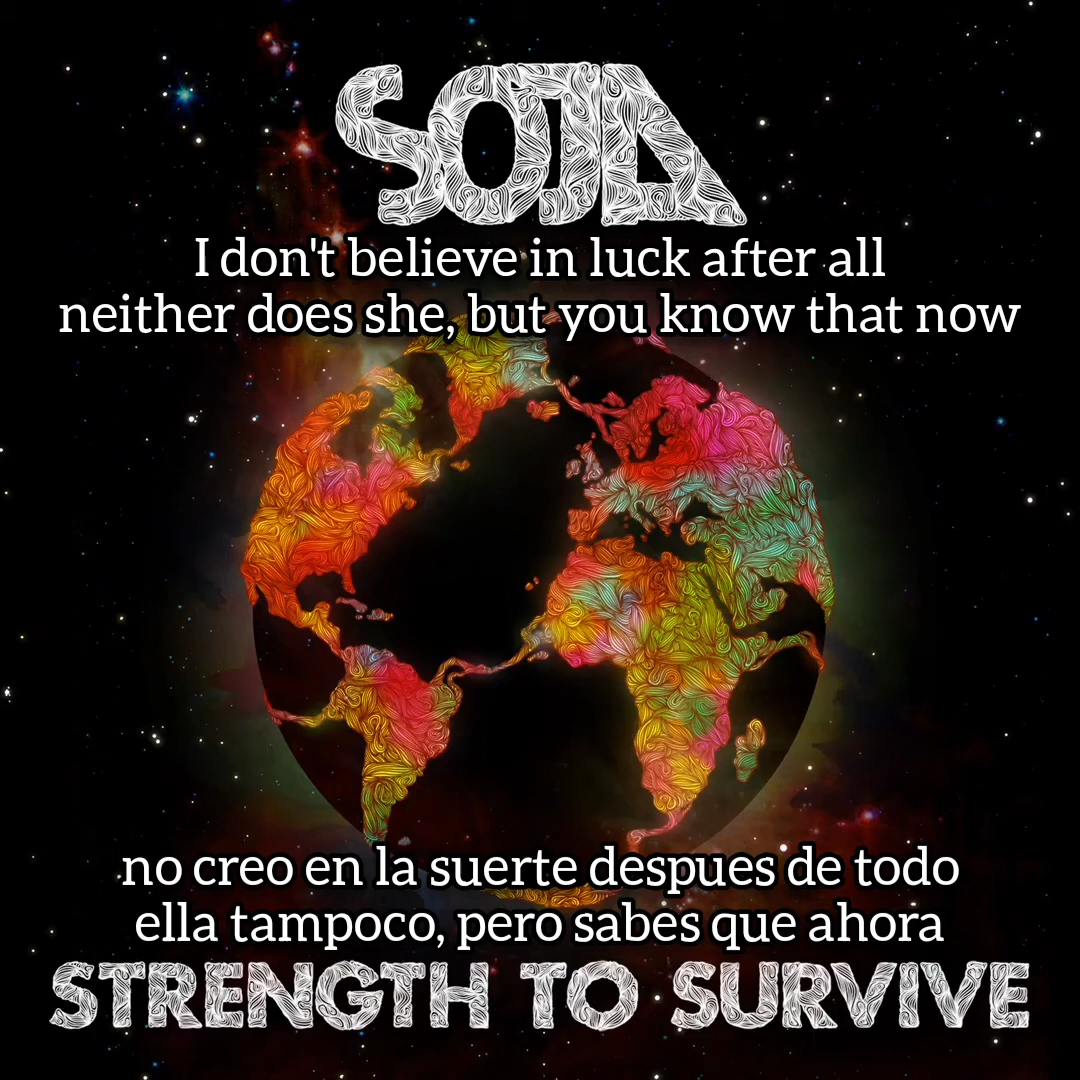 SOJA
I don't believe in luck after all
neither does she, but you know that now
no creo en la suerte despues de todo
ella tampoco, pero sabes que ahora
STRENGTH TO SURVIVE